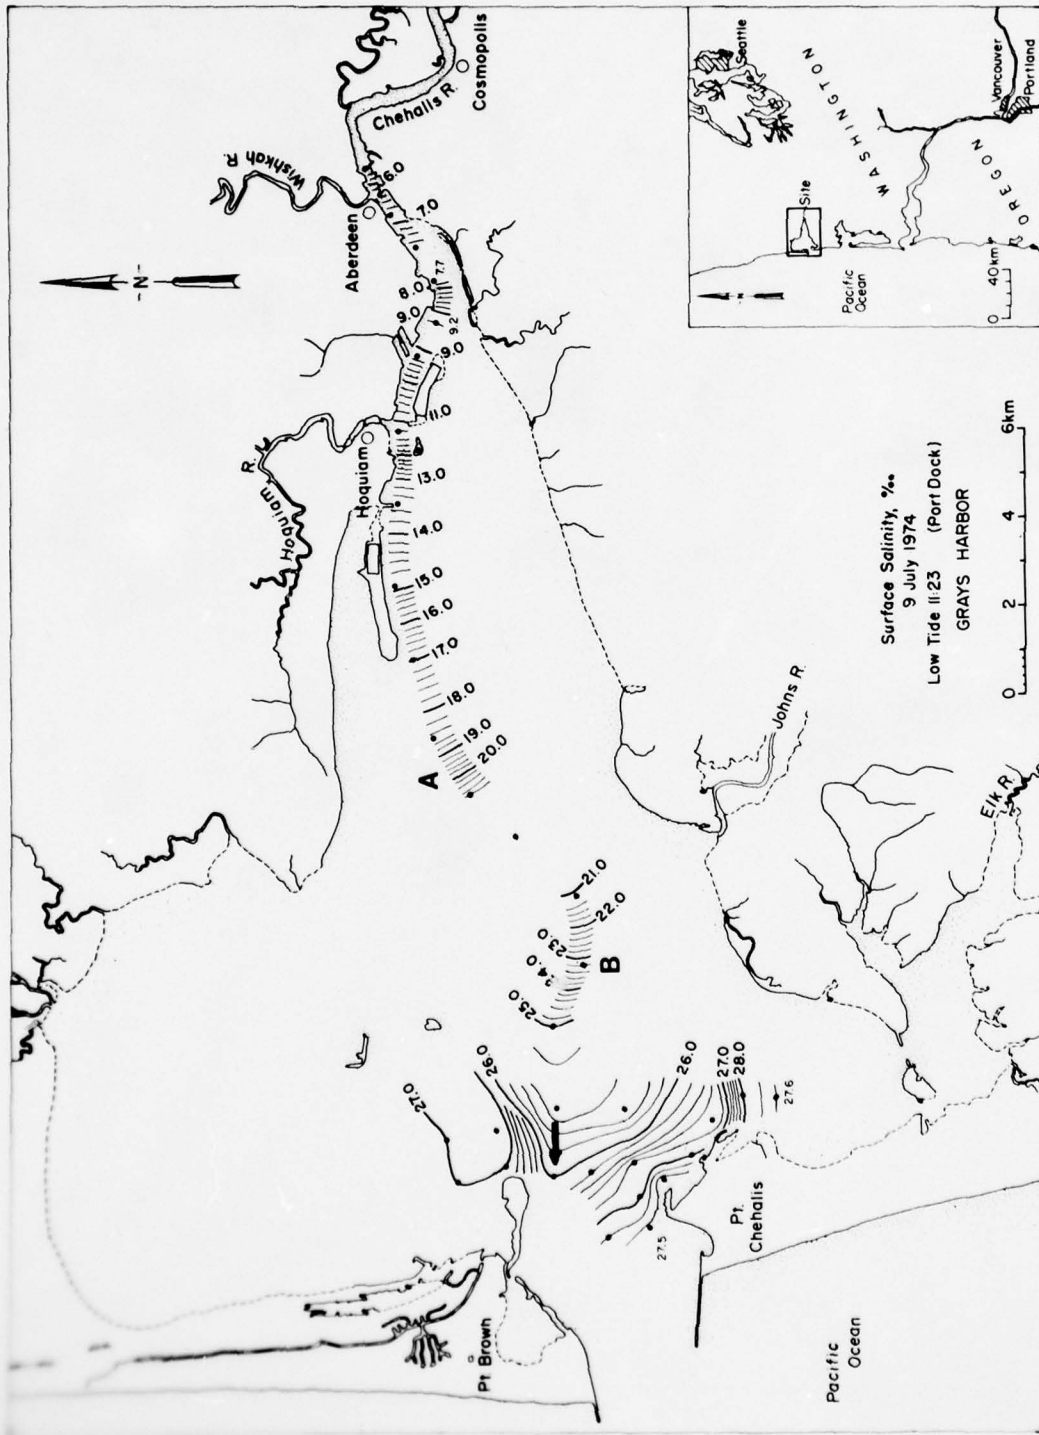 Wishkah R.
Chehalis R.
Cosmopolis
Aberdeen
6.0
7.0
7.7
8.0
9.0
9.2
9.0
-N-
Hoquiam R.
Hoquiam
11.0
13.0
14.0
15.0
16.0
17.0
18.0
19.0
20.0
A
21.0
22.0
23.0
24.0
25.0
B
26.0
27.0
26.0
27.0
28.0
27.6
27.5
Johns R.
Elk R.
Pt. Brown
Pt. Chehalis
Pacific
Ocean
Surface Salinity, ‰
9 July 1974
Low Tide 11:23 (Port Dock)
GRAYS HARBOR
0 2 4 6km
Seattle
WASHINGTON
Vancouver
Portland
OREGON
Site
N
Pacific
Ocean
0 40km